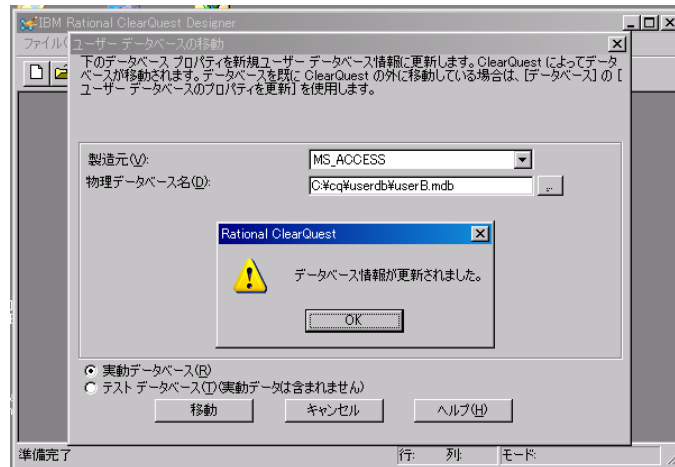 IBM Rational ClearQuest Designer
ファイル(
ユーザー データベースの移動
下のデータベース プロパティを新規ユーザー データベース情報に更新します。ClearQuest によってデータ
ベースが移動されます。データベースを既に ClearQuest の外に移動している場合は、[データベース] の [
ユーザー データベースのプロパティを更新] を使用します。
製造元(V):
MS_ACCESS
物理データベース名(D):
C:¥cq¥userdb¥userB.mdb
..
Rational ClearQuest
データベース情報が更新されました。
OK
実動データベース(R)
テスト データベース(T)(実動データは含まれません)
移動
キャンセル
ヘルプ(H)
準備完了
行:
列:
モード: